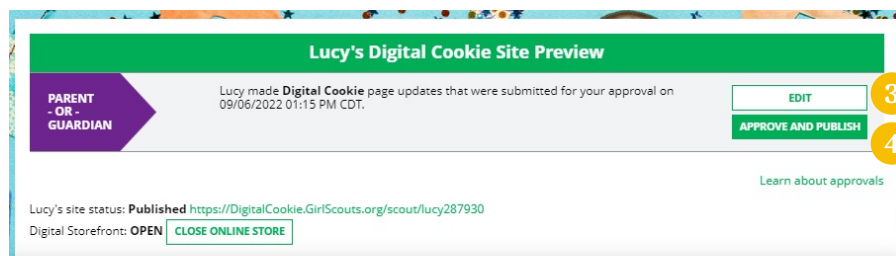 Lucy's Digital Cookie Site Preview
PARENT
- OR -
GUARDIAN
Lucy made Digital Cookie page updates that were submitted for your approval on
09/06/2022 01:15 PM CDT.
EDIT
3
APPROVE AND PUBLISH
4
Learn about approvals
Lucy's site status: Published https://DigitalCookie.GirlScouts.org/scout/lucy287930
Digital Storefront: OPEN CLOSE ONLINE STORE